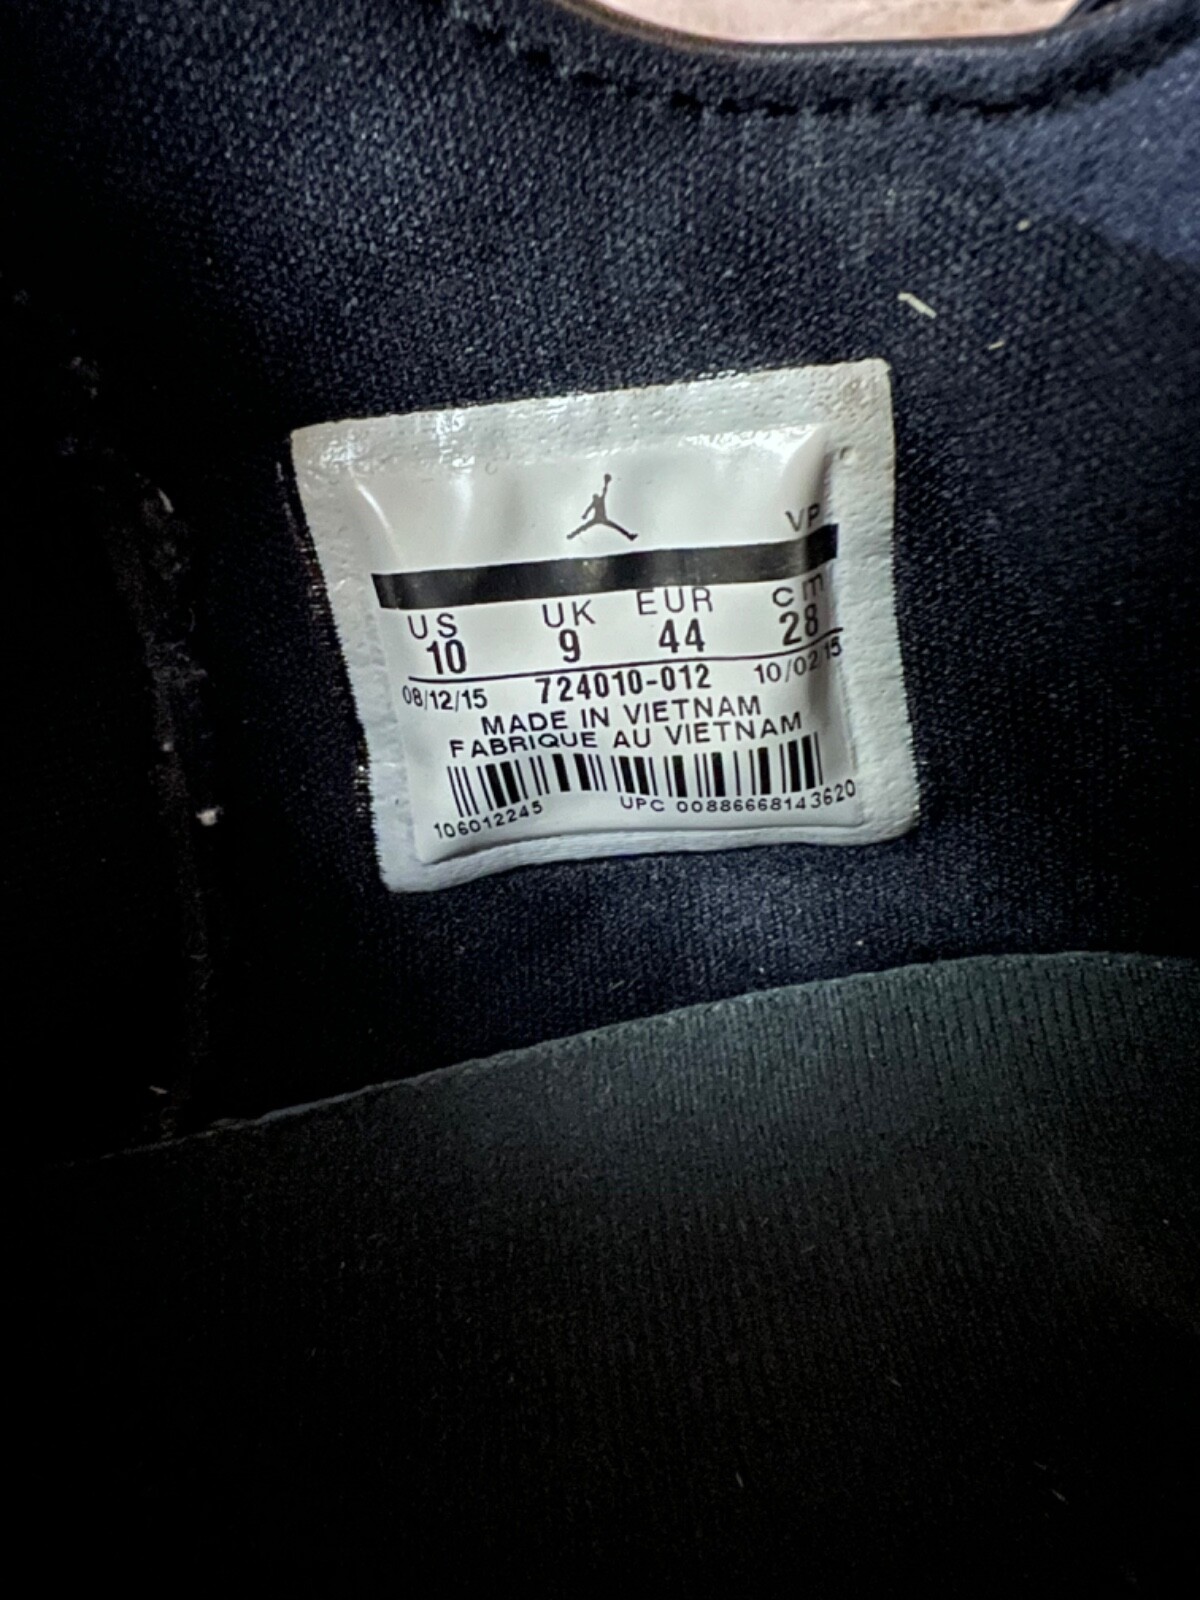 VP
US UK EUR cm
10 9 44 28
08/12/15 724010-012 10/02/15
MADE IN VIETNAM
FABRIQUE AU VIETNAM
106012245 UPC 00886668143620